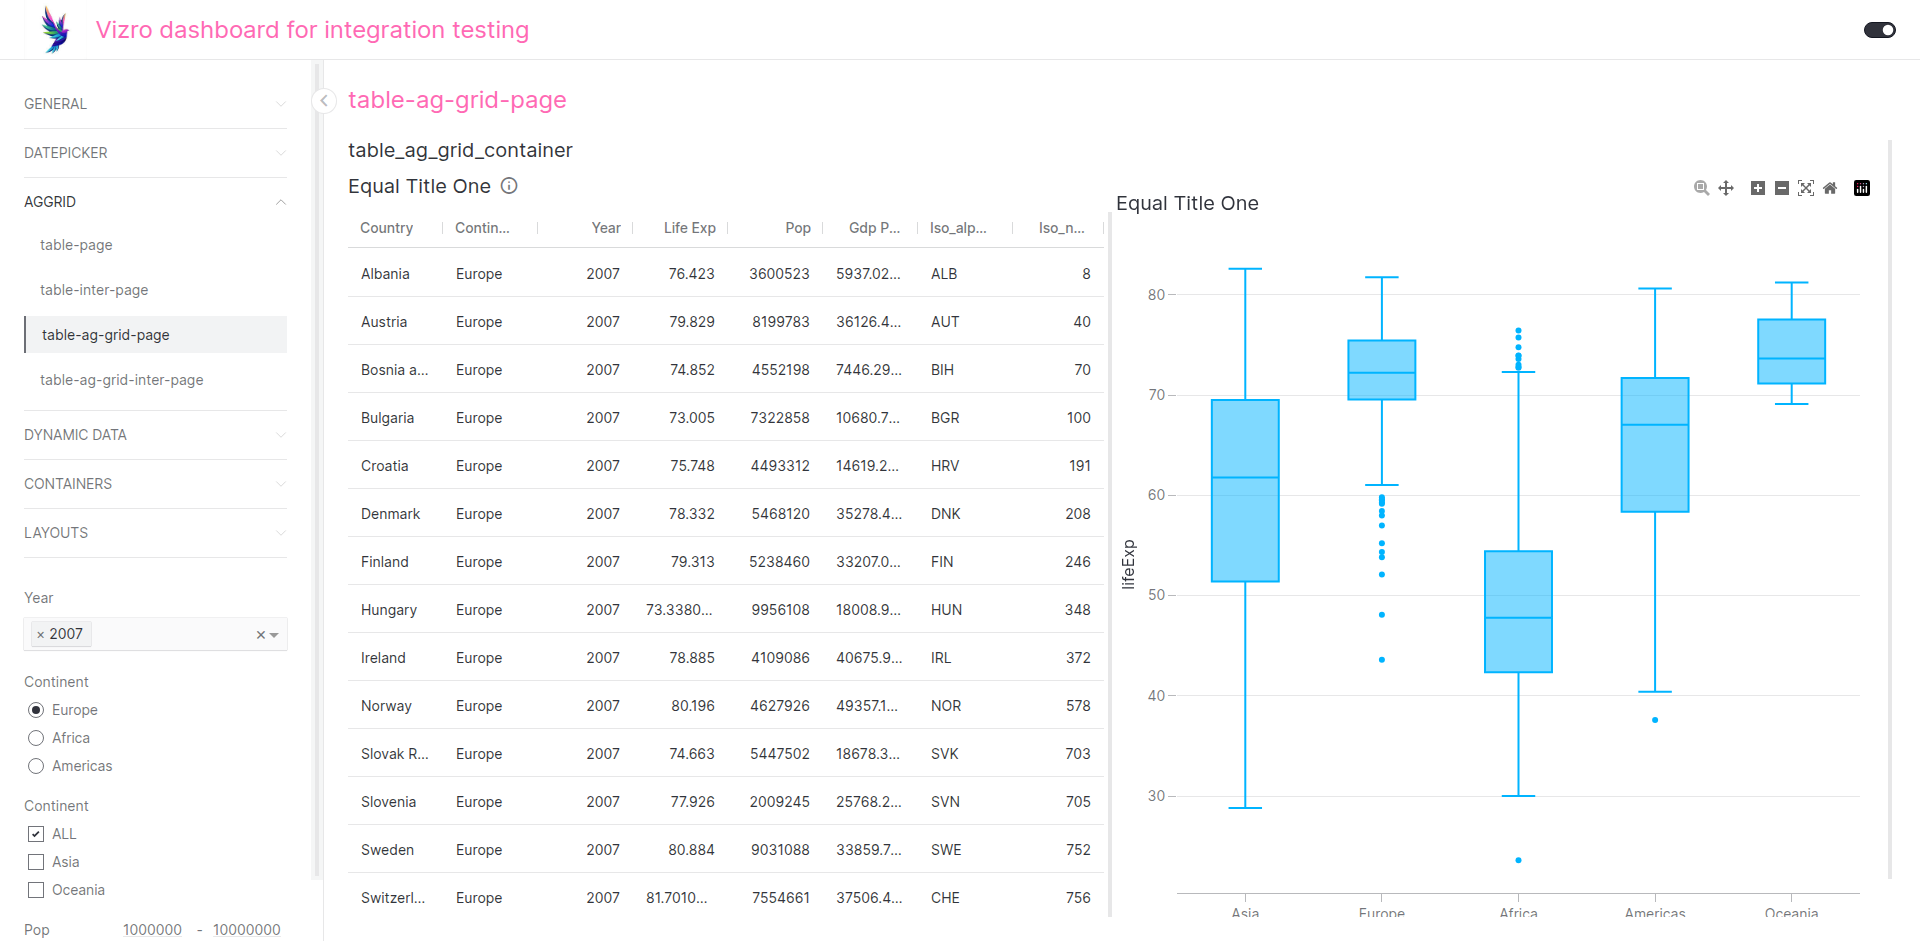 Vizro dashboard for integration testing
GENERAL
DATEPICKER
AGGRID
table-page
table-inter-page
table-ag-grid-page
table-ag-grid-inter-page
DYNAMIC DATA
CONTAINERS
LAYOUTS
Year
× 2007
Continent
Europe
Africa
Americas
Continent
ALL
Asia
Oceania
Pop 1000000 - 10000000
table-ag-grid-page
table_ag_grid_container
Equal Title One
Country Contin... Year Life Exp Pop Gdp P... Iso_alp... Iso_n...
Albania Europe 2007 76.423 3600523 5937.02... ALB 8
Austria Europe 2007 79.829 8199783 36126.4... AUT 40
Bosnia a... Europe 2007 74.852 4552198 7446.29... BIH 70
Bulgaria Europe 2007 73.005 7322858 10680.7... BGR 100
Croatia Europe 2007 75.748 4493312 14619.2... HRV 191
Denmark Europe 2007 78.332 5468120 35278.4... DNK 208
Finland Europe 2007 79.313 5238460 33207.0... FIN 246
Hungary Europe 2007 73.3380... 9956108 18008.9... HUN 348
Ireland Europe 2007 78.885 4109086 40675.9... IRL 372
Norway Europe 2007 80.196 4627926 49357.1... NOR 578
Slovak R... Europe 2007 74.663 5447502 18678.3... SVK 703
Slovenia Europe 2007 77.926 2009245 25768.2... SVN 705
Sweden Europe 2007 80.884 9031088 33859.7... SWE 752
Switzerl... Europe 2007 81.7010... 7554661 37506.4... CHE 756
Equal Title One
80
70
60
50
40
30
lifeExp
Asia Europe Africa Americas Oceania